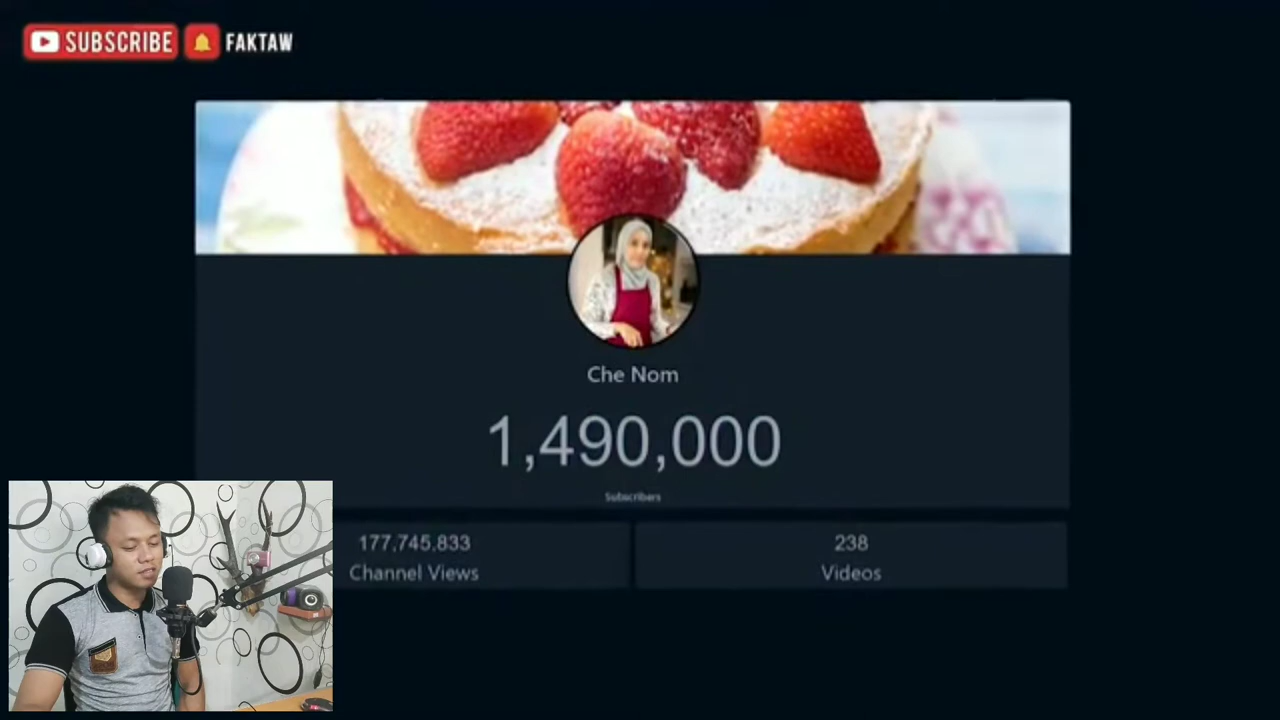 SUBSCRIBE FAKTAW
Che Nom
1,490,000
Subscribers
177,745,833
Channel Views
238
Videos